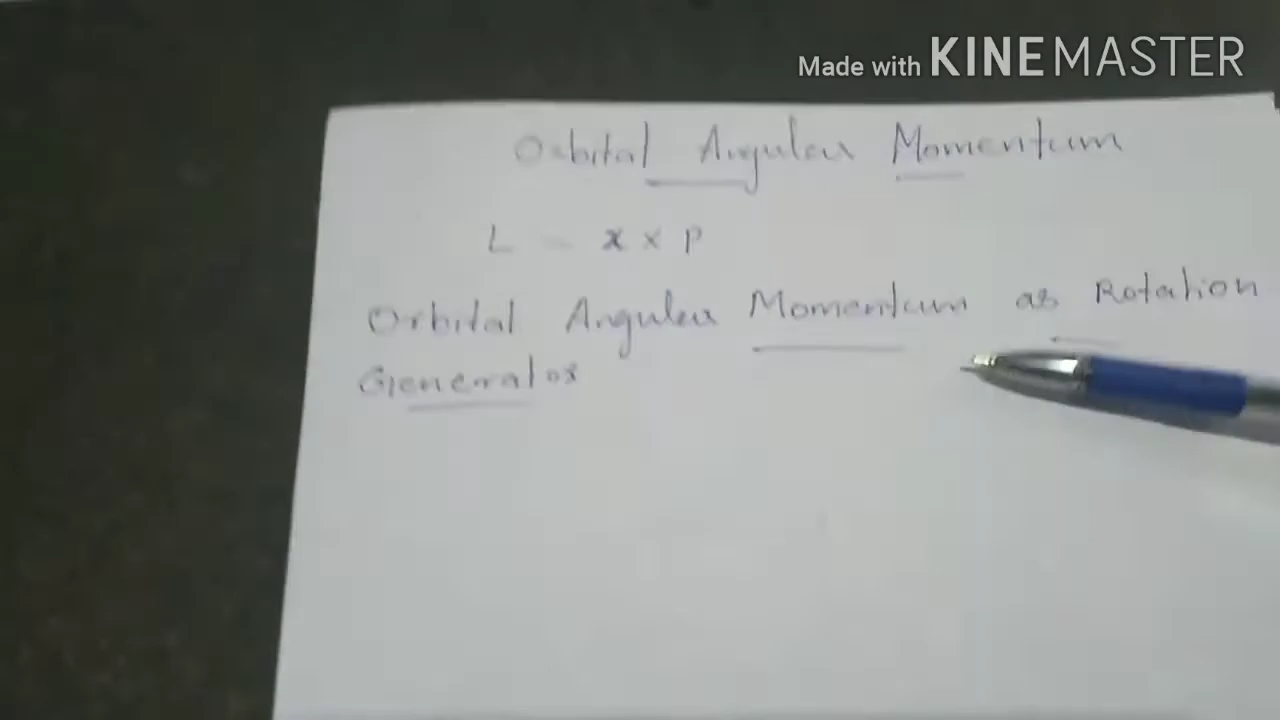 Made with KINEMASTER
Orbital Angular Momentum
L = x × p
Orbital Angular Momentum as Rotation
Generator